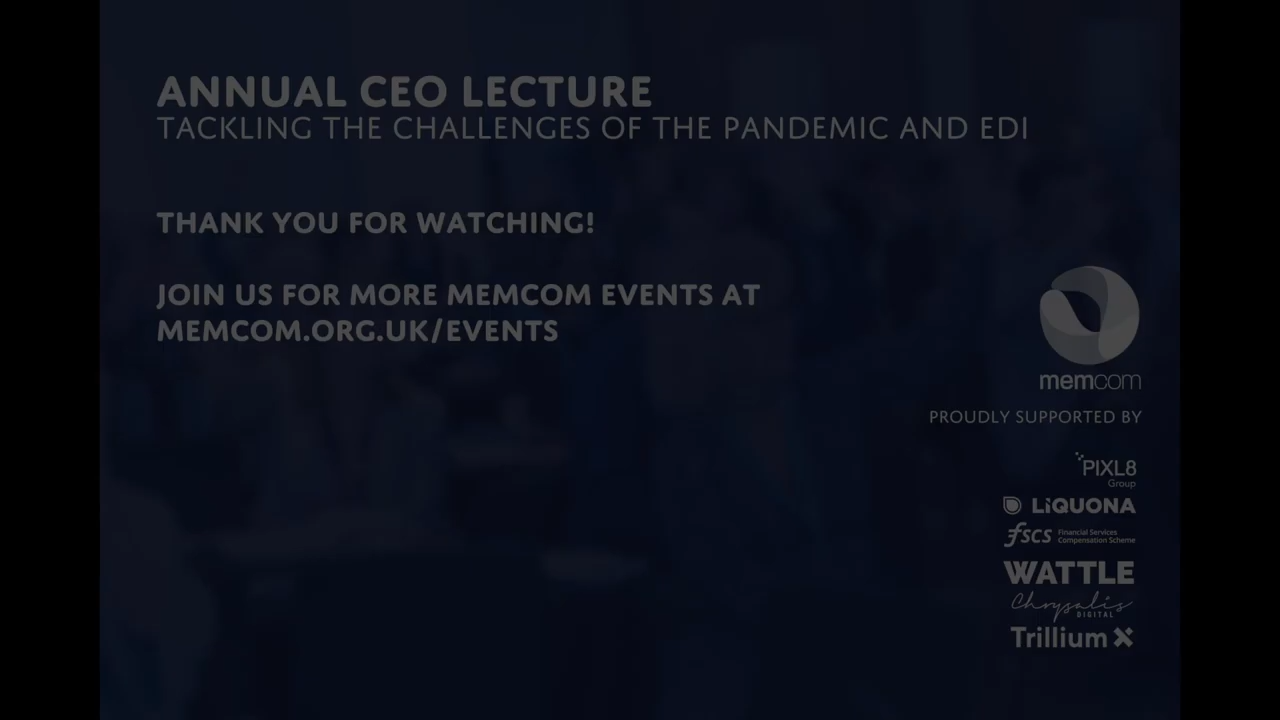 ANNUAL CEO LECTURE
TACKLING THE CHALLENGES OF THE PANDEMIC AND EDI
THANK YOU FOR WATCHING!
JOIN US FOR MORE MEMCOM EVENTS AT
MEMCOM.ORG.UK/EVENTS
memcom
PROUDLY SUPPORTED BY
PIXL8
Group
LiQUONA
fscs Financial Services
Compensation Scheme
WATTLE
Chrysalis
DIGITAL
Trillium X